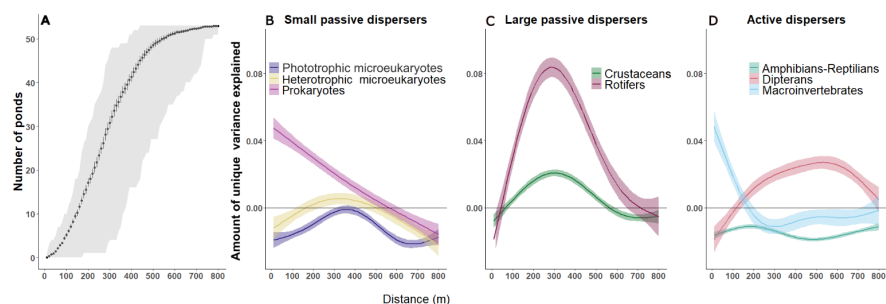 A
Number of ponds
50
40
30
20
10
0
10 100 200 300 400 500 600 700 800
B Small passive dispersers
Amount of unique variance explained
0.08
0.04
0.00
Phototrophic microeukaryotes
Heterotrophic microeukaryotes
Prokaryotes
10 100 200 300 400 500 600 700 800
C Large passive dispersers
0.08
0.04
0.00
Crustaceans
Rotifers
10 100 200 300 400 500 600 700 800
D Active dispersers
0.08
0.04
0.00
Amphibians-Reptilians
Dipterans
Macroinvertebrates
10 100 200 300 400 500 600 700 800
Distance (m)